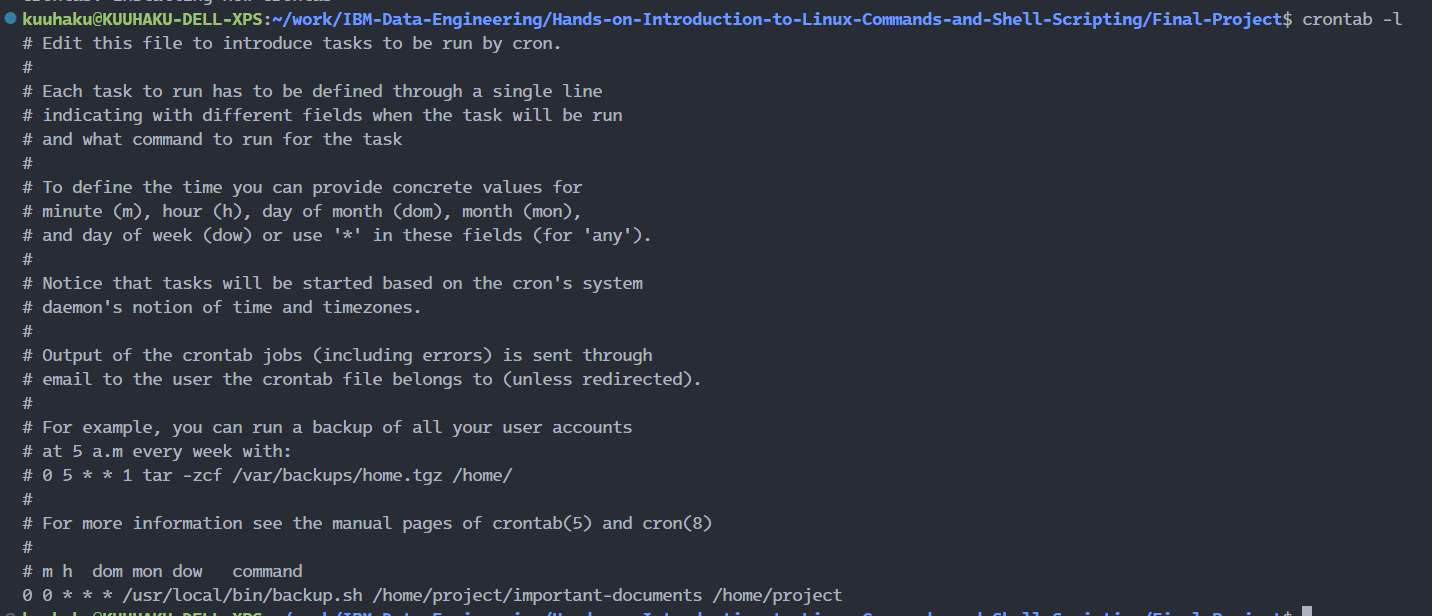 kuuhaku@KUUHAKU-DELL-XPS:~/work/IBM-Data-Engineering/Hands-on-Introduction-to-Linux-Commands-and-Shell-Scripting/Final-Project$ crontab -l
# Edit this file to introduce tasks to be run by cron.
#
# Each task to run has to be defined through a single line
# indicating with different fields when the task will be run
# and what command to run for the task
#
# To define the time you can provide concrete values for
# minute (m), hour (h), day of month (dom), month (mon),
# and day of week (dow) or use '*' in these fields (for 'any').
#
# Notice that tasks will be started based on the cron's system
# daemon's notion of time and timezones.
#
# Output of the crontab jobs (including errors) is sent through
# email to the user the crontab file belongs to (unless redirected).
#
# For example, you can run a backup of all your user accounts
# at 5 a.m every week with:
# 0 5 * * 1 tar -zcf /var/backups/home.tgz /home/
#
# For more information see the manual pages of crontab(5) and cron(8)
#
# m h  dom mon dow   command
0 0 * * * /usr/local/bin/backup.sh /home/project/important-documents /home/project